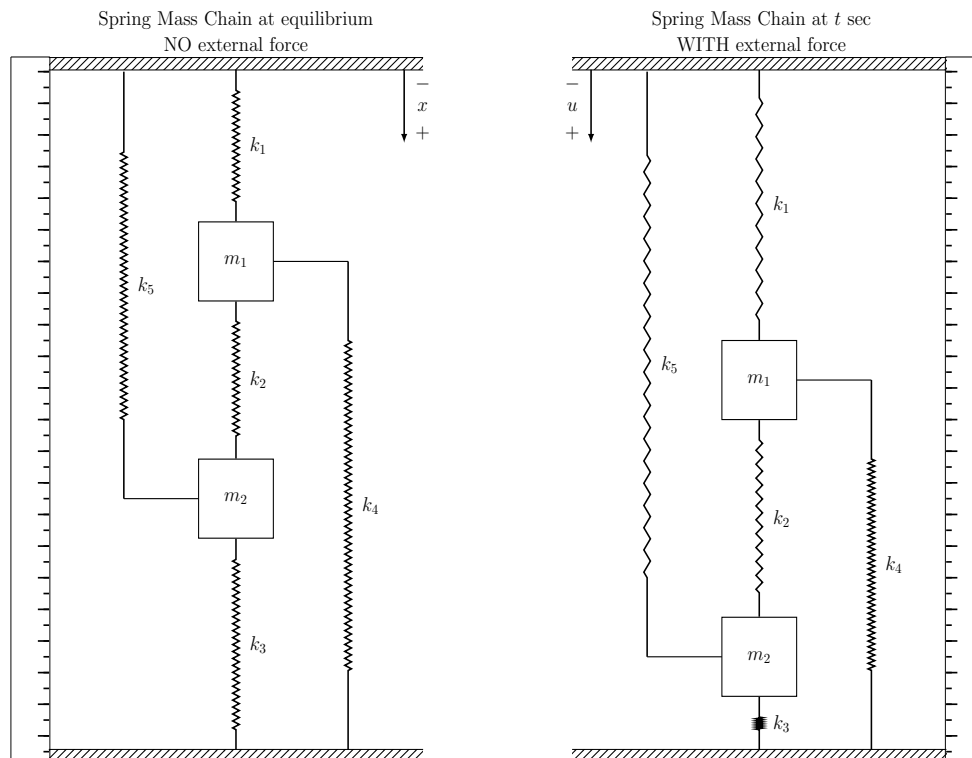 Spring Mass Chain at equilibrium
NO external force
−
x
+
k₁
m₁
k₅
k₂
m₂
k₄
k₃
Spring Mass Chain at t sec
WITH external force
−
u
+
k₁
k₅
m₁
k₂
k₄
m₂
k₃